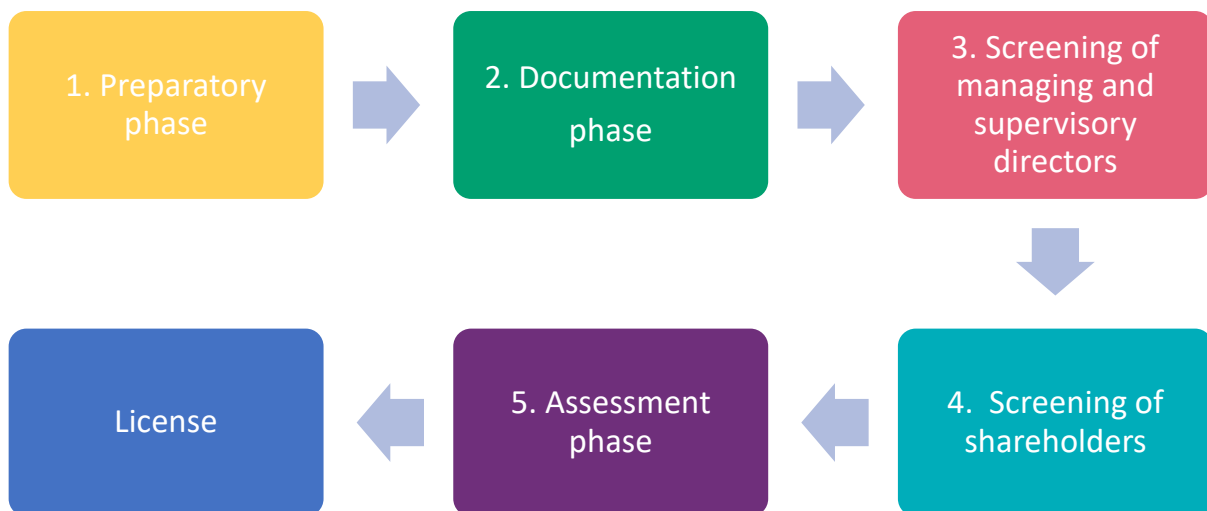 1. Preparatory
phase
2. Documentation
phase
3. Screening of
managing and
supervisory
directors
4. Screening of
shareholders
5. Assessment
phase
License